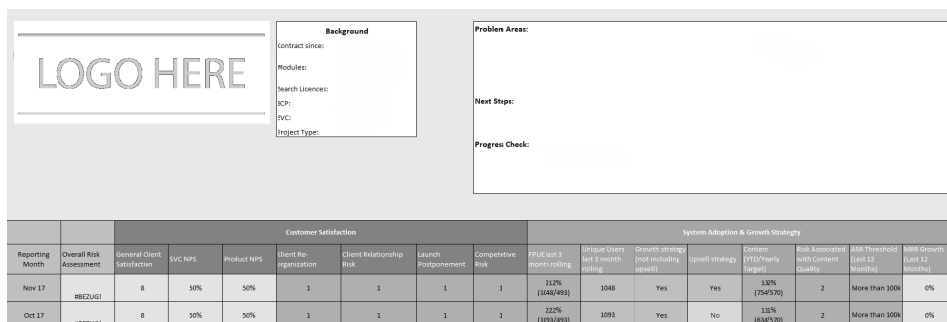 LOGO HERE
Background
Contract since:
Modules:
Search Licences:
ECP:
SVC:
Project Type:
Problem Areas:
Next Steps:
Progress Check:
Customer Satisfaction
System Adoption & Growth Strategty
Reporting Month
Overall Risk Assessment
General Client Satisfaction
SVC NPS
Product NPS
Client Re-organization
Client Relationship Risk
Launch Postponement
Competetive Risk
FPUE last 3 month rolling
Unique Users last 3 month rolling
Growth strategy (not including upsell)
Upsell strategy
Content (YTD/Yearly Target)
Risk Associated with Content Quality
ARR Threshold (Last 12 Months)
MRR Growth (Last 12 Months)
Nov 17
#BEZUG!
8
50%
50%
1
1
1
1
212% (1048/493)
1048
Yes
Yes
132% (754/570)
2
More than 100k
0%
Oct 17
8
50%
50%
1
1
1
1
222% (1093/493)
1093
Yes
No
111% (634/570)
2
More than 100k
0%